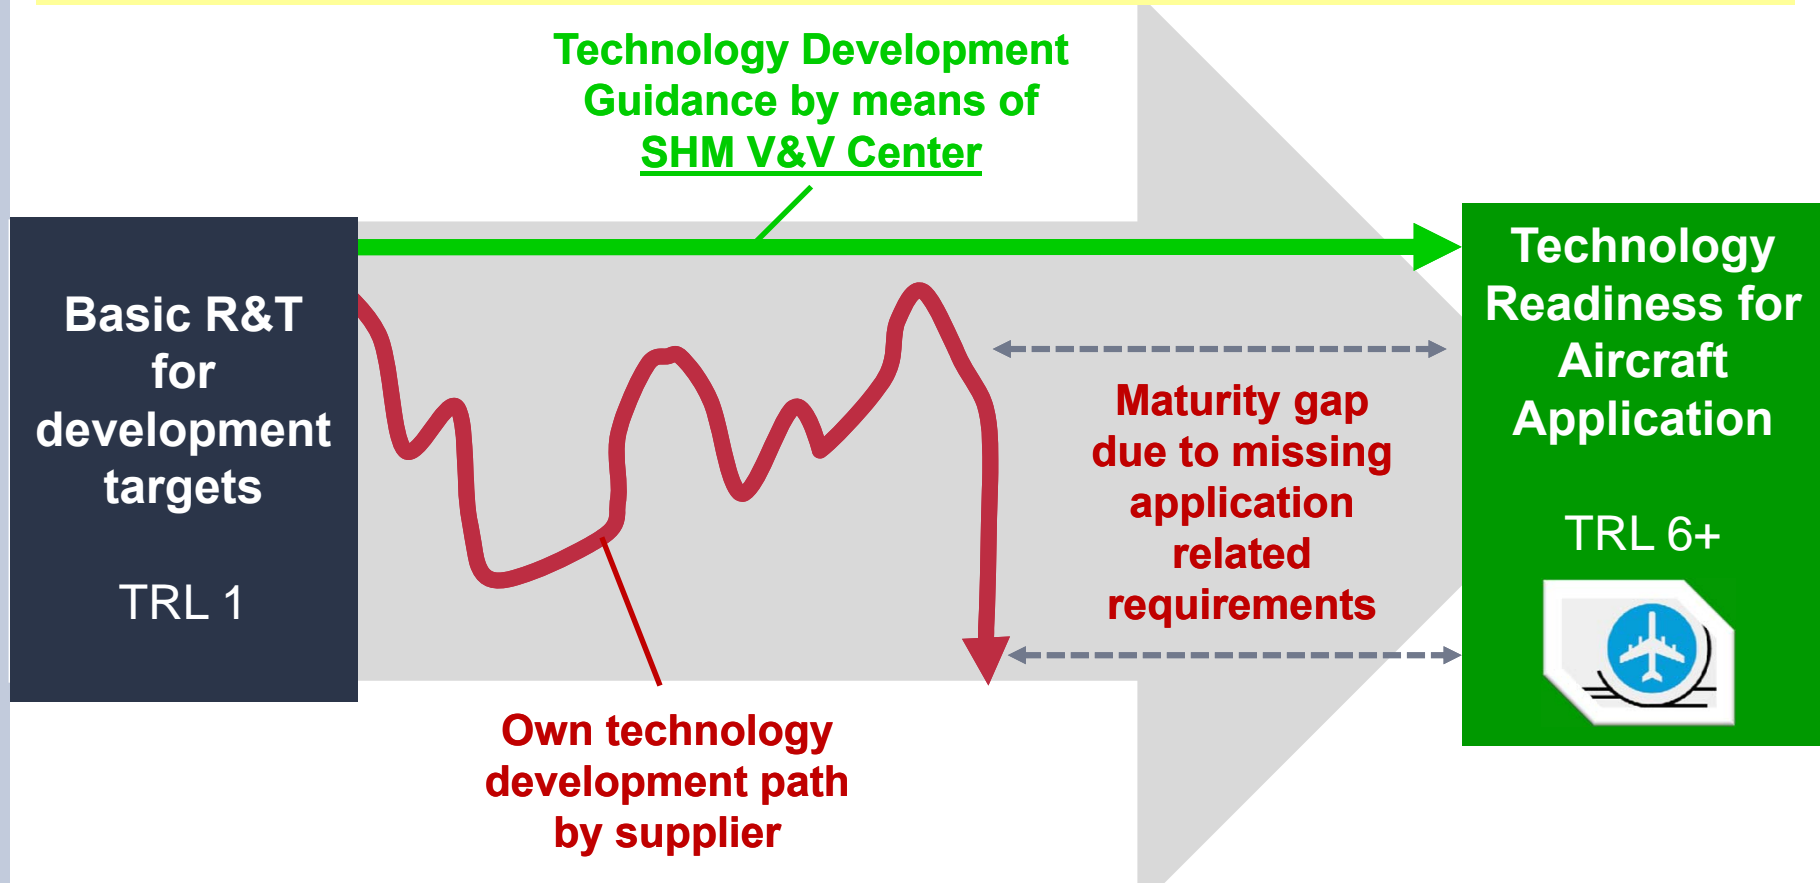 Technology Development
Guidance by means of
SHM V&V Center
Basic R&T
for
development
targets
TRL 1
Technology
Readiness for
Aircraft
Application
TRL 6+
Maturity gap
due to missing
application
related
requirements
Own technology
development path
by supplier